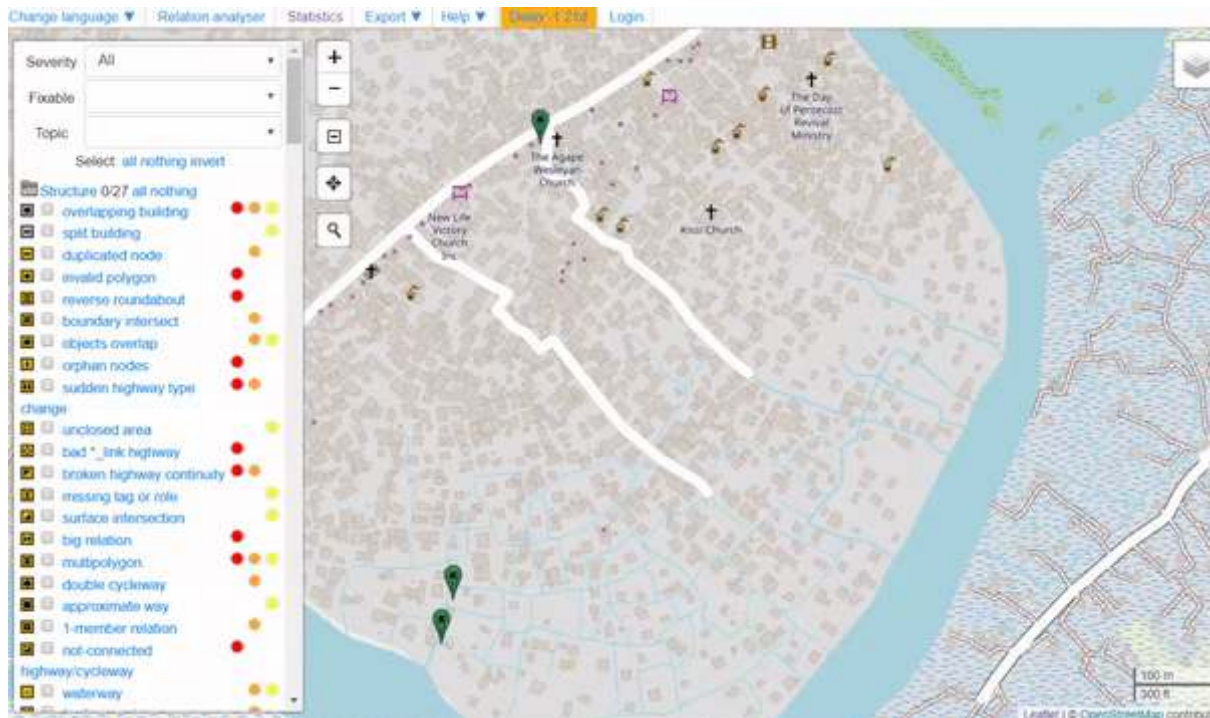 Change language ▼ Relation analyser Statistics Export ▼ Help ▼ Login
Severity All
Fixable
Topic
Select all nothing invert
Structure 0/27 all nothing
overlapping building
split building
duplicated node
invalid polygon
reverse roundabout
boundary intersect
objects overlap
orphan nodes
sudden highway type
change
unclosed area
bad *_link highway
broken highway continuity
missing tag or role
surface intersection
big relation
multipolygon
double cycleway
approximate way
1-member relation
not-connected
highway/cycleway
waterway
+
−
The Day
Of Pentecost
Revival
Ministry
The Agape
Wesleyan
Church
New Life
Victory
Church
Inc
Church
100 m
300 ft
Leaflet | © OpenStreetMap